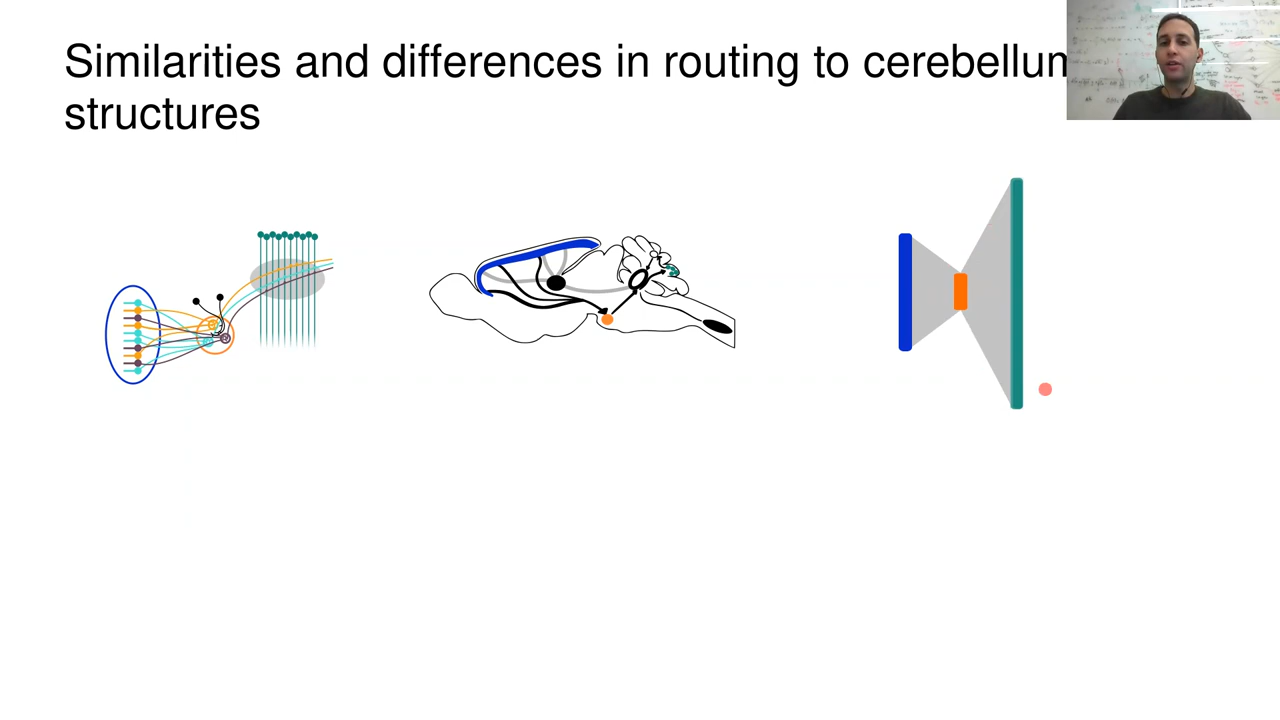 Similarities and differences in routing to cerebellum
structures